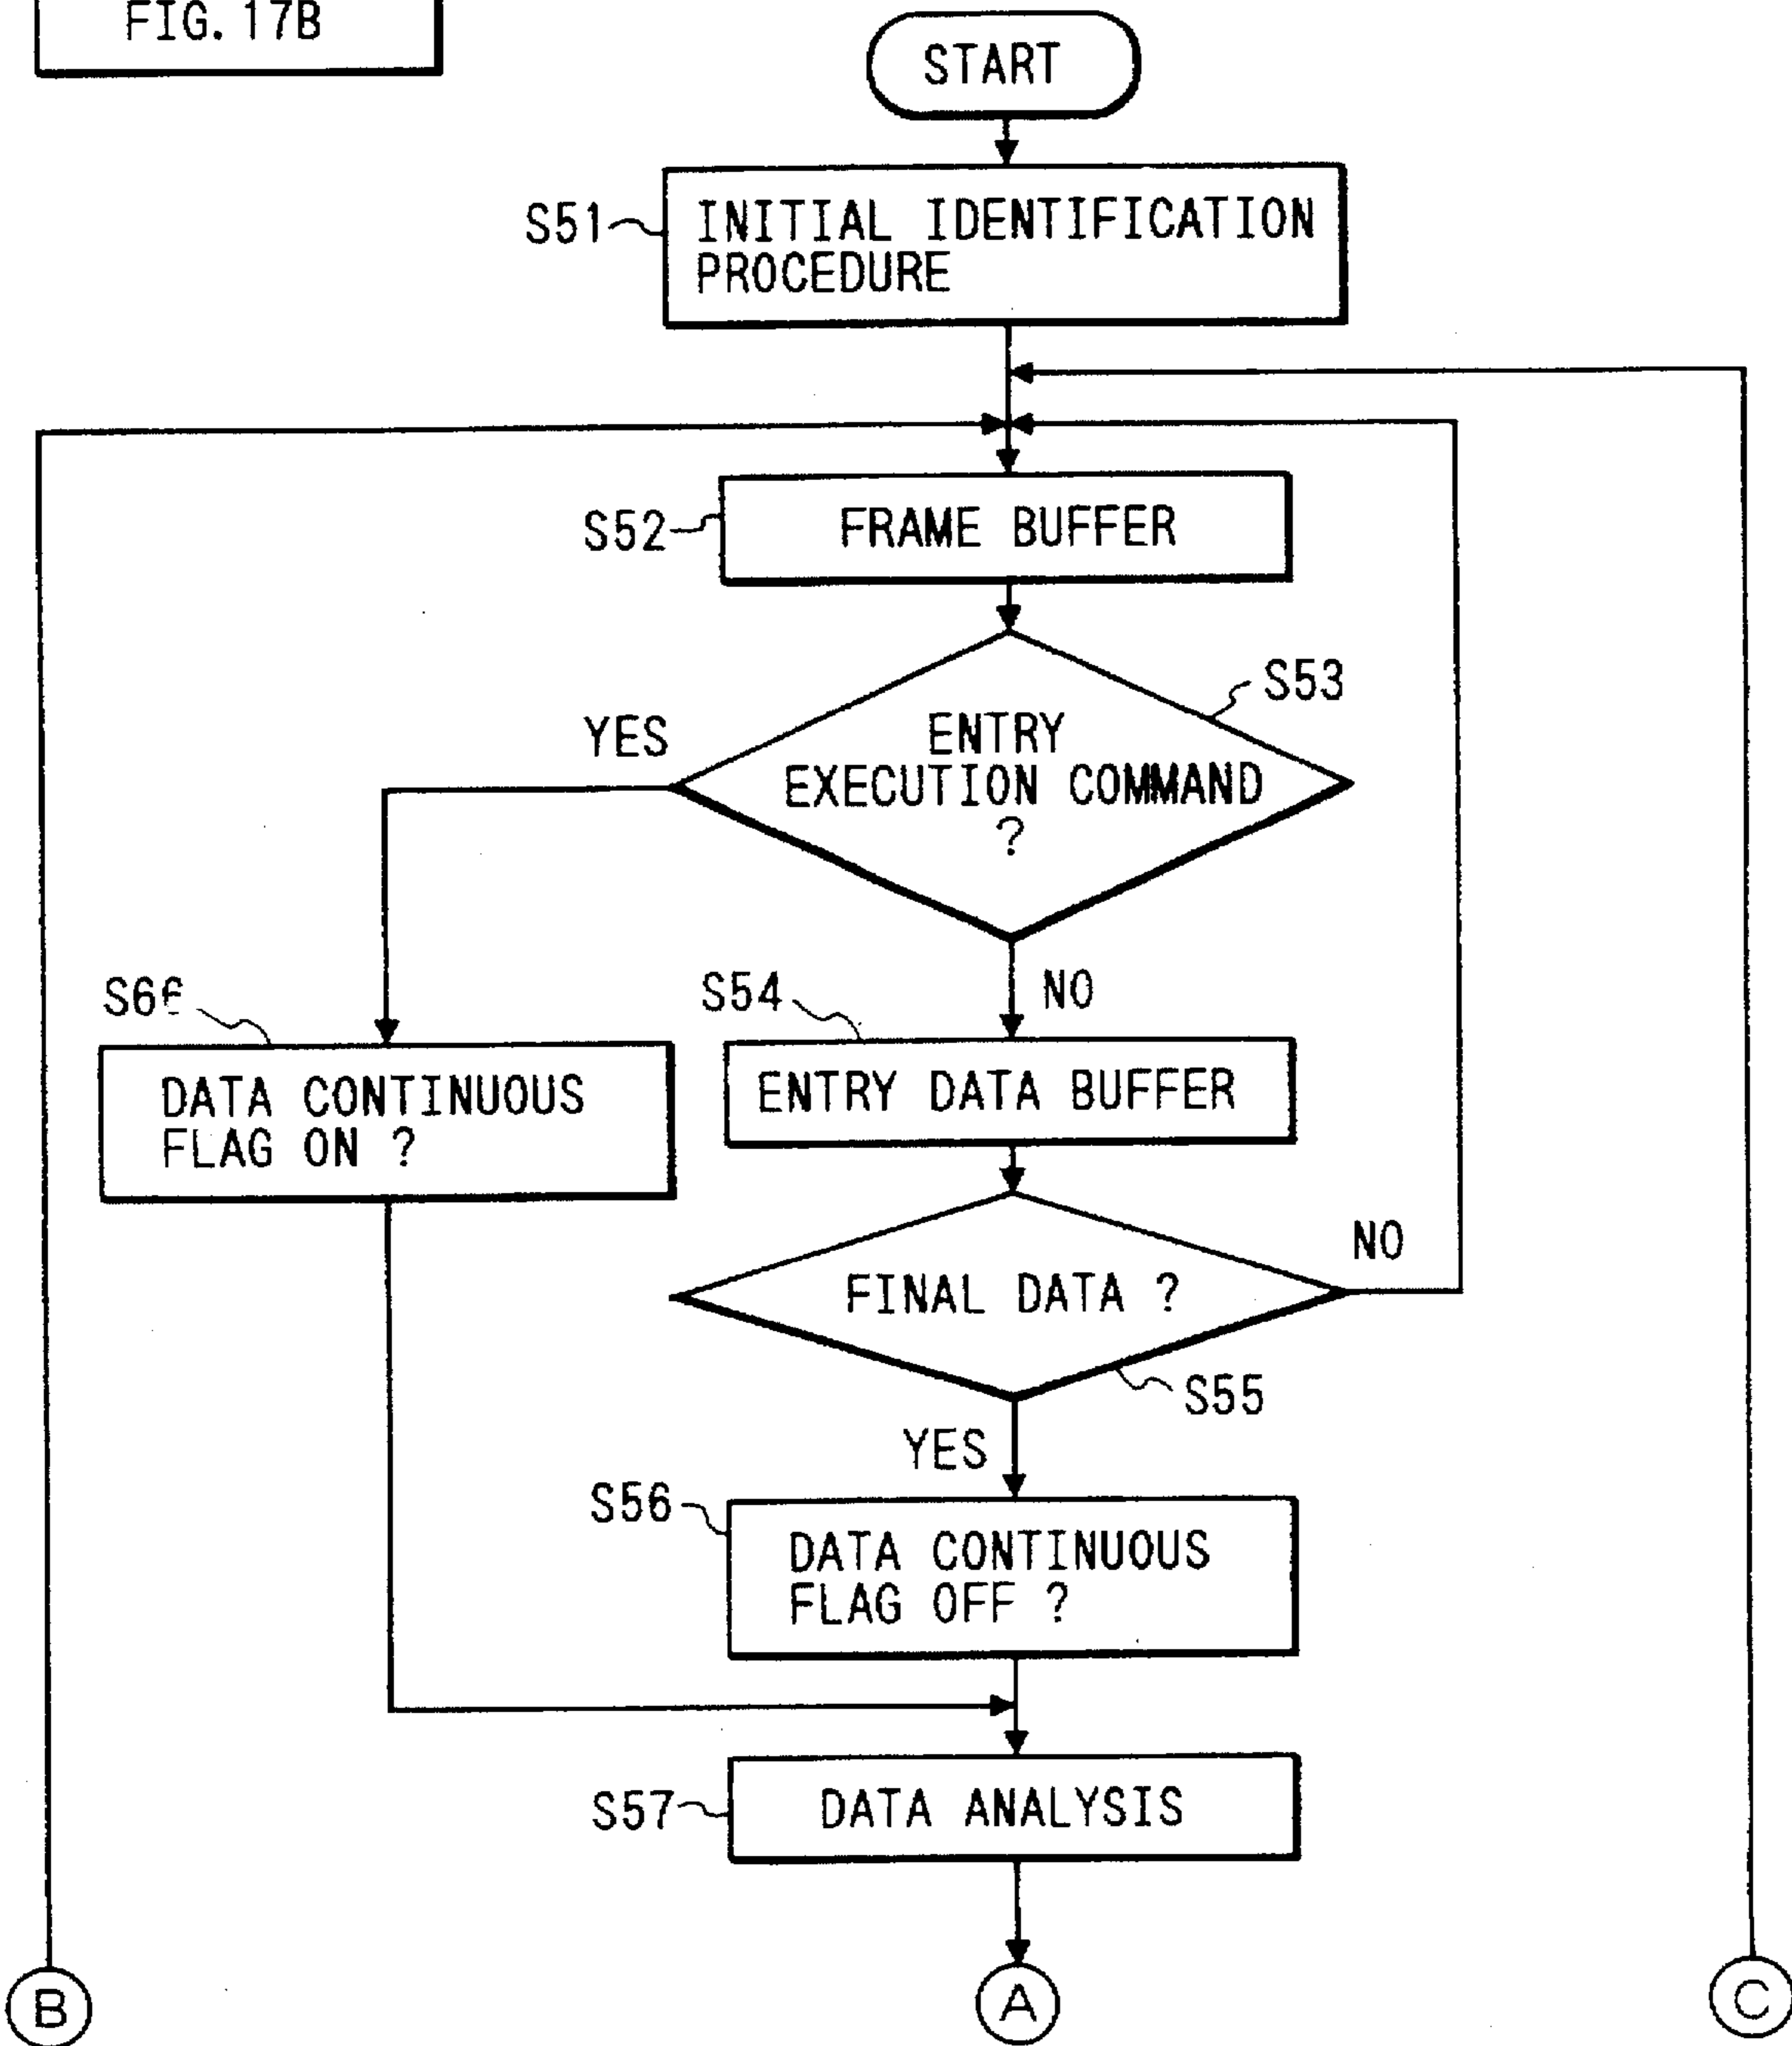 FIG. 17B
START
S51
INITIAL IDENTIFICATION
PROCEDURE
S52
FRAME BUFFER
S53
YES
ENTRY
EXECUTION COMMAND
?
NO
S66
S54
DATA CONTINUOUS
FLAG ON ?
ENTRY DATA BUFFER
NO
FINAL DATA ?
S55
YES
S56
DATA CONTINUOUS
FLAG OFF ?
S57
DATA ANALYSIS
B
A
C